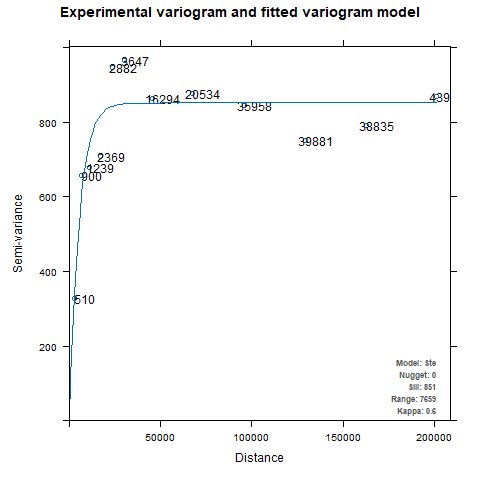 Experimental variogram and fitted variogram model
Semi-variance
800
600
400
200
3647
2882
16294
20534
35958
439
38835
39881
2369
1239
900
510
Model: Ste
Nugget: 0
Sill: 851
Range: 7659
Kappa: 0.6
50000 100000 150000 200000
Distance